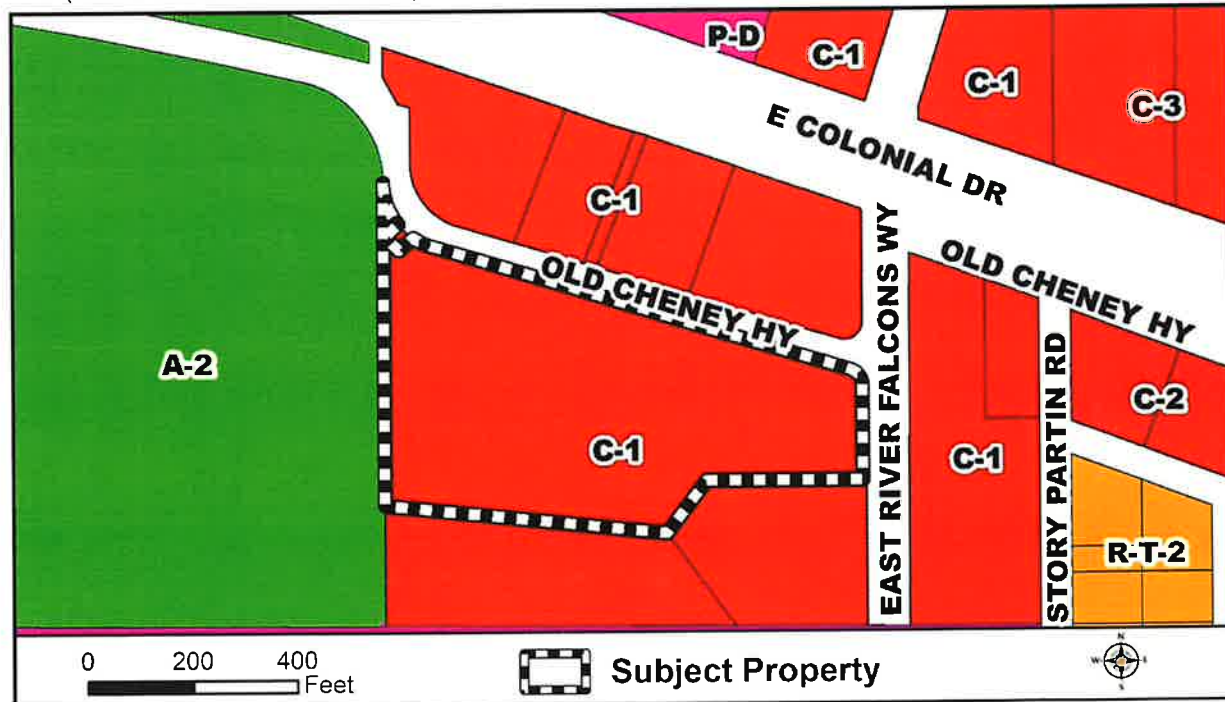 P-D
C-1
C-1
C-3
E COLONIAL DR
C-1
OLD CHENEY HY
OLD CHENEY HY
A-2
EAST RIVER FALCONS WY
STORY PARTIN RD
C-2
C-1
C-1
R-T-2
0 200 400
Feet
Subject Property
N
W E
S